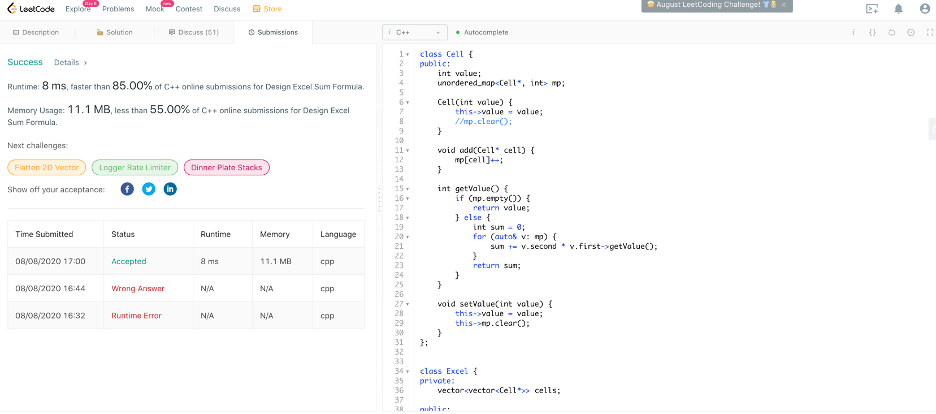 LeetCode Explore Day 8 Problems Mock new Contest Discuss Store August LeetCoding Challenge!
Description Solution Discuss (51) Submissions
Success Details
Runtime: 8 ms, faster than 85.00% of C++ online submissions for Design Excel Sum Formula.
Memory Usage: 11.1 MB, less than 55.00% of C++ online submissions for Design Excel
Sum Formula.
Next challenges:
Flatten 2D Vector Logger Rate Limiter Dinner Plate Stacks
Show off your acceptance:
Time Submitted Status Runtime Memory Language
08/08/2020 17:00 Accepted 8 ms 11.1 MB cpp
08/08/2020 16:44 Wrong Answer N/A N/A cpp
08/08/2020 16:32 Runtime Error N/A N/A cpp
i C++ Autocomplete i {}
1 class Cell {
2 public:
3 int value;
4 unordered_map<Cell*, int> mp;
5
6 Cell(int value) {
7 this->value = value;
8 //mp.clear();
9 }
10
11 void add(Cell* cell) {
12 mp[cell]++;
13 }
14
15 int getValue() {
16 if (mp.empty()) {
17 return value;
18 } else {
19 int sum = 0;
20 for (auto& v: mp) {
21 sum += v.second * v.first->getValue();
22 }
23 return sum;
24 }
25 }
26
27 void setValue(int value) {
28 this->value = value;
29 this->mp.clear();
30 }
31 };
32
33
34 class Excel {
35 private:
36 vector<vector<Cell*>> cells;
37
38 public: